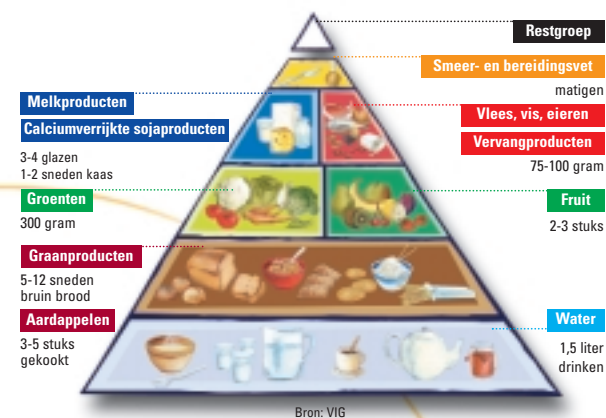 Restgroep
Smeer- en bereidingsvet
matigen
Melkproducten
Calciumverrijkte sojaproducten
3-4 glazen
1-2 sneden kaas
Vlees, vis, eieren
Vervangproducten
75-100 gram
Groenten
300 gram
Fruit
2-3 stuks
Graanproducten
5-12 sneden
bruin brood
Aardappelen
3-5 stuks
gekookt
Water
1,5 liter
drinken
Bron: VIG